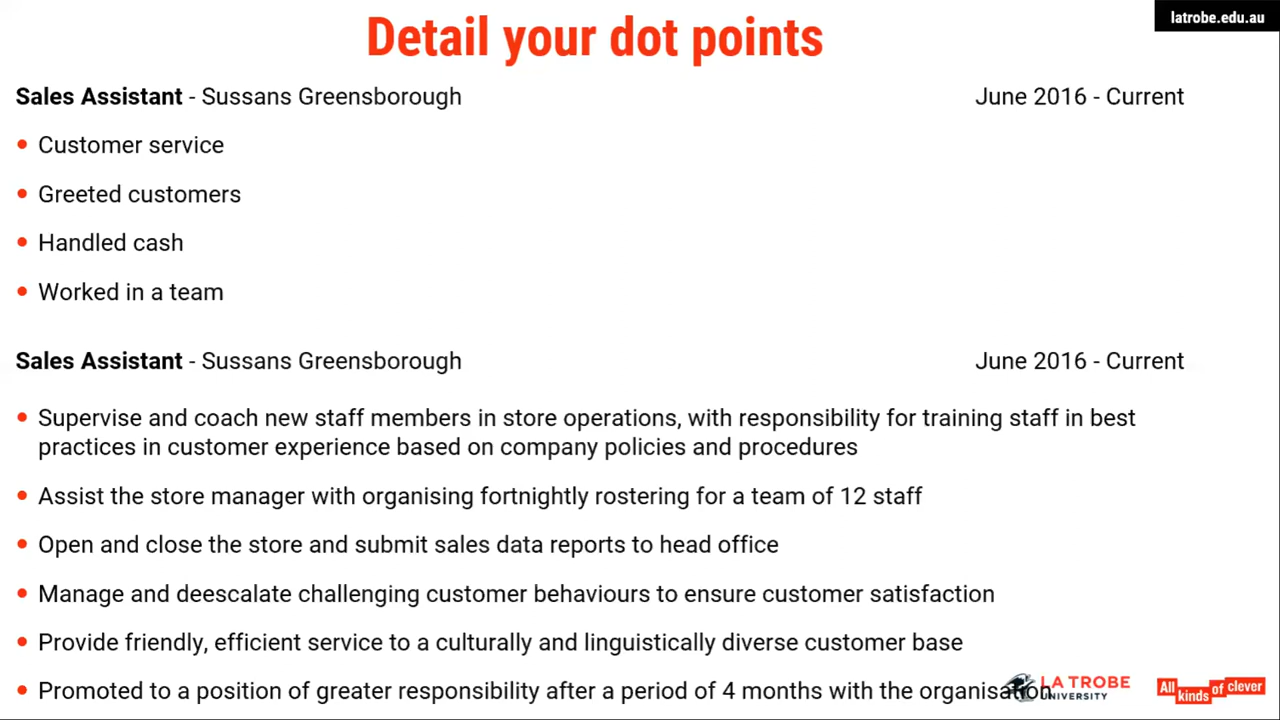 latrobe.edu.au
Detail your dot points
Sales Assistant - Sussans Greensborough June 2016 - Current
• Customer service
• Greeted customers
• Handled cash
• Worked in a team
Sales Assistant - Sussans Greensborough June 2016 - Current
• Supervise and coach new staff members in store operations, with responsibility for training staff in best
practices in customer experience based on company policies and procedures
• Assist the store manager with organising fortnightly rostering for a team of 12 staff
• Open and close the store and submit sales data reports to head office
• Manage and deescalate challenging customer behaviours to ensure customer satisfaction
• Provide friendly, efficient service to a culturally and linguistically diverse customer base
• Promoted to a position of greater responsibility after a period of 4 months with the organisation
LA TROBE
UNIVERSITY
All kinds of clever